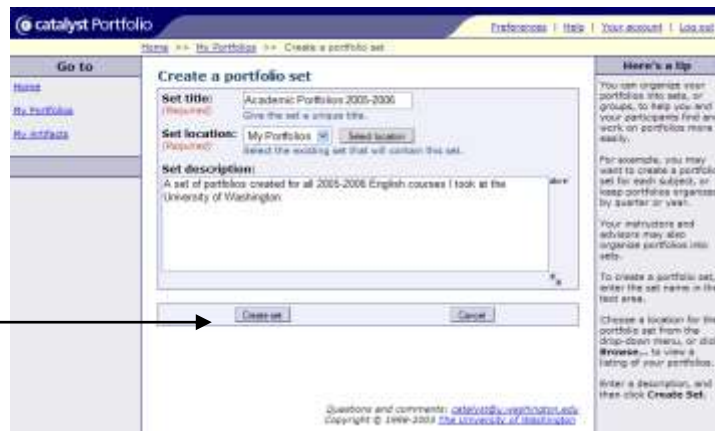 catalyst Portfolio
Preferences | Help | Your account | Log out
Home >> My Portfolios >> Create a portfolio set
Go to
Home
My Portfolios
My Artifacts
Create a portfolio set
Set title: Academic Portfolios 2005-2006
(Required) Give the set a unique title.
Set location: My Portfolios Select location
(Required) Select the existing set that will contain this set.
Set description:
A set of portfolios created for all 2005-2006 English courses I took at the
University of Washington.
Create set Cancel
Questions and comments: catalyst@u.washington.edu
Copyright © 1999-2003 The University of Washington
Here's a tip
You can organize your
portfolios into sets, or
groups, to help you and
your participants find and
work on portfolios more
easily.
For example, you may
want to create a portfolio
set for each subject, or
keep portfolios organized
by quarter or year.
Your instructors and
advisors may also
organize portfolios into
sets.
To create a portfolio set,
enter the set name in the
text area.
Choose a location for the
portfolio set from the
drop-down menu, or click
Browse... to view a
listing of your portfolios.
Enter a description, and
then click Create Set.